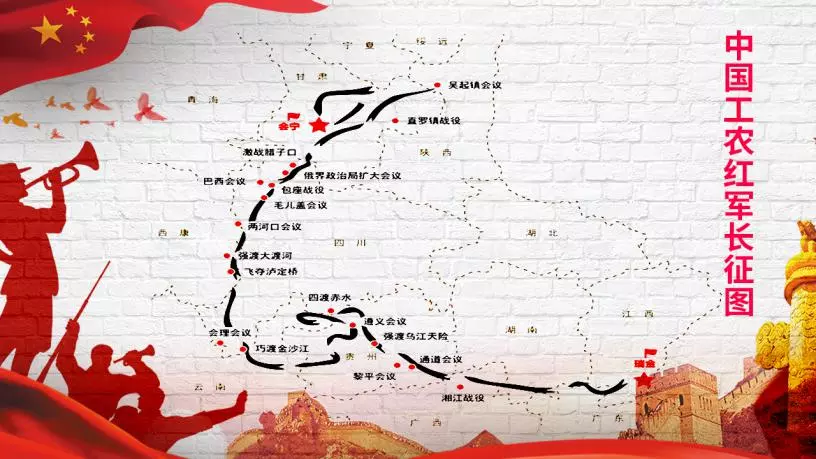 中国工农红军长征图
宁夏
绥远
甘肃
吴起镇会议
青海
会宁
直罗镇战役
激战腊子口
陕西
俄界政治局扩大会议
巴西会议
包座战役
毛儿盖会议
两河口会议
西康
四川
湖北
强渡大渡河
飞夺泸定桥
四渡赤水
江西
遵义会议
会理会议
强渡乌江天险
湖南
巧渡金沙江
贵州
通道会议
瑞金
黎平会议
云南
湘江战役
广西
广东